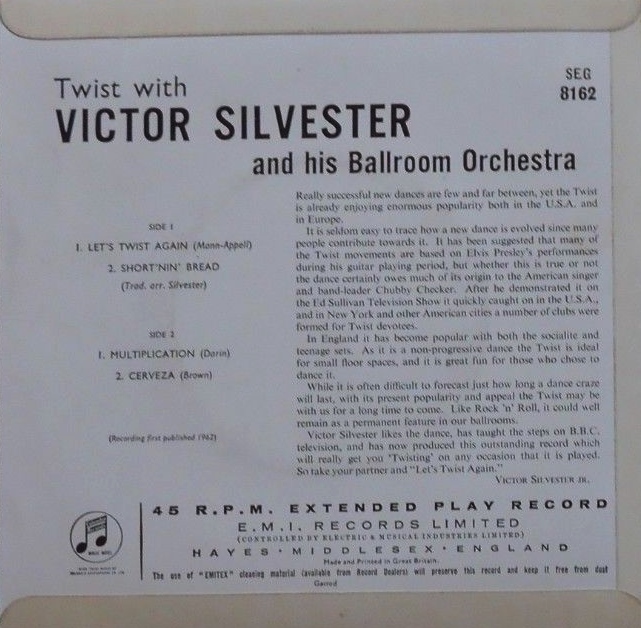 Twist with
SEG
8162
VICTOR SILVESTER
and his Ballroom Orchestra
SIDE 1
1. LET'S TWIST AGAIN (Mann-Appell)
2. SHORT'NIN' BREAD
(Trad. arr. Silvester)
SIDE 2
1. MULTIPLICATION (Darin)
2. CERVEZA (Brown)
(Recording first published 1962)
Really successful new dances are few and far between, yet the Twist
is already enjoying enormous popularity both in the U.S.A. and
in Europe.
It is seldom easy to trace how a new dance is evolved since many
people contribute towards it. It has been suggested that many of
the Twist movements are based on Elvis Presley's performances
during his guitar playing period, but whether this is true or not
the dance certainly owes much of its origin to the American singer
and band-leader Chubby Checker. After he demonstrated it on
the Ed Sullivan Television Show it quickly caught on in the U.S.A.,
and in New York and other American cities a number of clubs were
formed for Twist devotees.
In England it has become popular with both the socialite and
teenage sets. As it is a non-progressive dance the Twist is ideal
for small floor spaces, and it is great fun for those who chose to
dance it.
While it is often difficult to forecast just how long a dance craze
will last, with its present popularity and appeal the Twist may be
with us for a long time to come. Like Rock 'n' Roll, it could well
remain as a permanent feature in our ballrooms.
Victor Silvester likes the dance, has taught the steps on B.B.C.
television, and has now produced this outstanding record which
will really get you 'Twisting' on any occasion that it is played.
So take your partner and "Let's Twist Again."
VICTOR SILVESTER JR.
45 R.P.M. EXTENDED PLAY RECORD
E.M.I. RECORDS LIMITED
(CONTROLLED BY ELECTRIC & MUSICAL INDUSTRIES LIMITED)
HAYES · MIDDLESEX · ENGLAND
Made and Printed in Great Britain.
The use of "EMITEX" cleaning material (available from Record Dealers) will preserve this record and keep it free from dust
Garrod